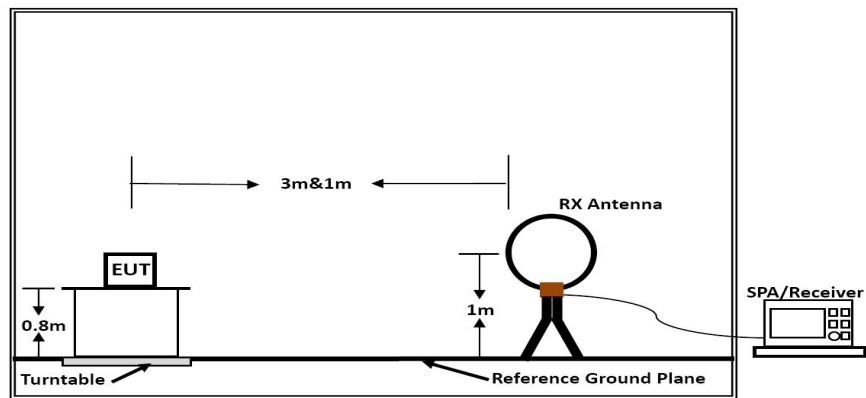 3m&1m
RX Antenna
EUT
SPA/Receiver
0.8m
1m
Turntable
Reference Ground Plane